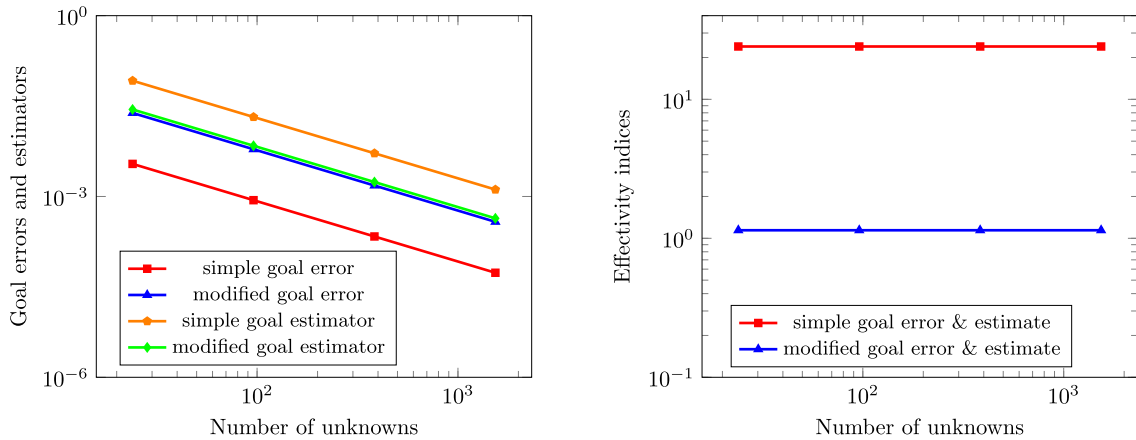 10^0
10^−3
10^−6
10^2
10^3
Goal errors and estimators
Number of unknowns
simple goal error
modified goal error
simple goal estimator
modified goal estimator
10^1
10^0
10^−1
10^2
10^3
Effectivity indices
Number of unknowns
simple goal error & estimate
modified goal error & estimate